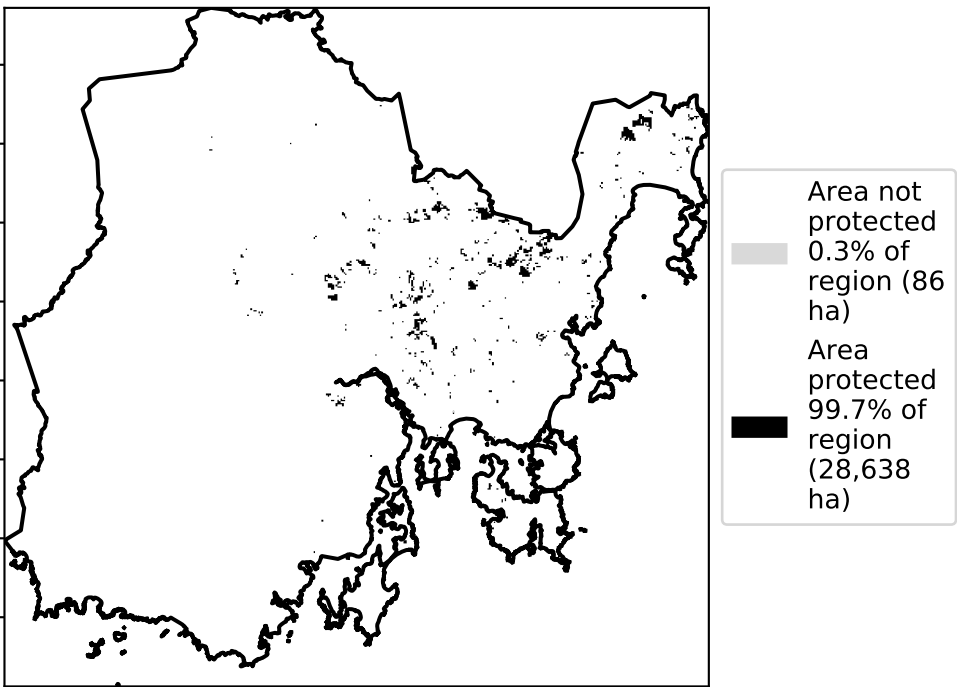 Area not
protected
0.3% of
region (86
ha)
Area
protected
99.7% of
region
(28,638
ha)